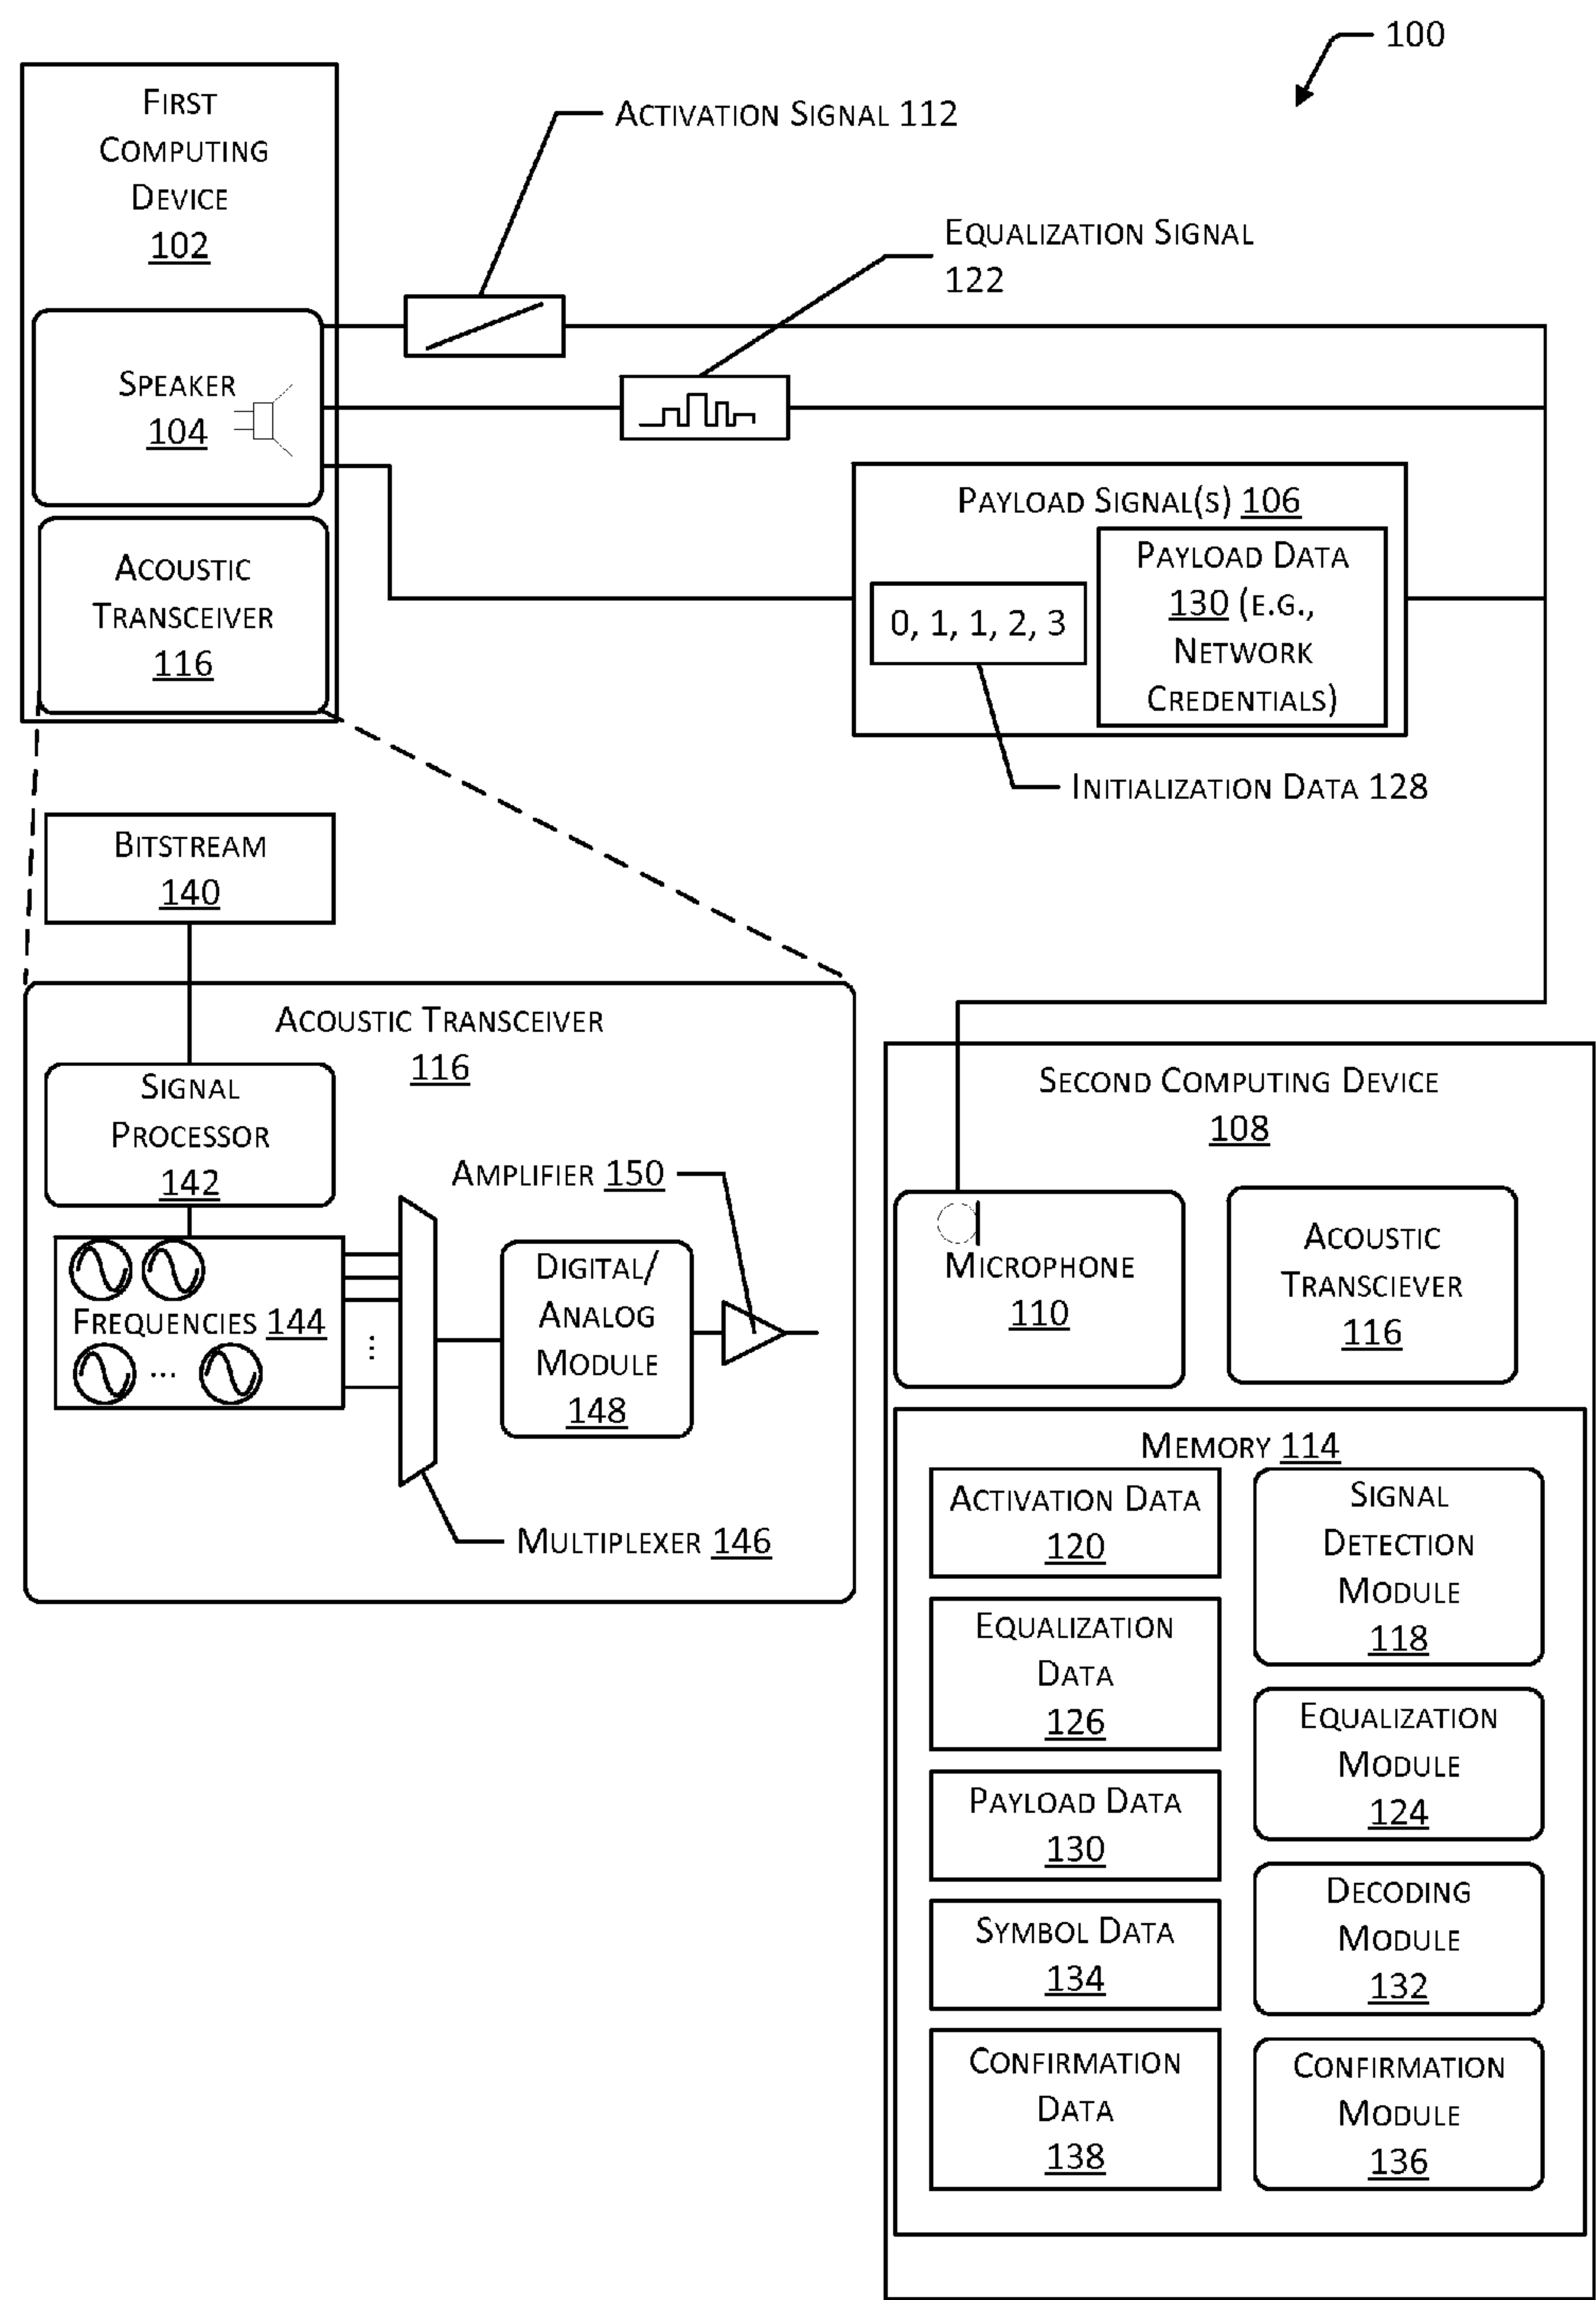 100
First
Computing
Device
102
Activation Signal 112
Equalization Signal
122
Speaker
104
Payload Signal(s) 106
0, 1, 1, 2, 3
Payload Data
130 (e.g.,
Network
Credentials)
Initialization Data 128
Acoustic
Transceiver
116
Bitstream
140
Acoustic Transceiver
116
Signal
Processor
142
Frequencies 144
...
...
Amplifier 150
Digital/
Analog
Module
148
Multiplexer 146
Second Computing Device
108
Microphone
110
Acoustic
Transciever
116
Memory 114
Activation Data
120
Equalization
Data
126
Payload Data
130
Symbol Data
134
Confirmation
Data
138
Signal
Detection
Module
118
Equalization
Module
124
Decoding
Module
132
Confirmation
Module
136